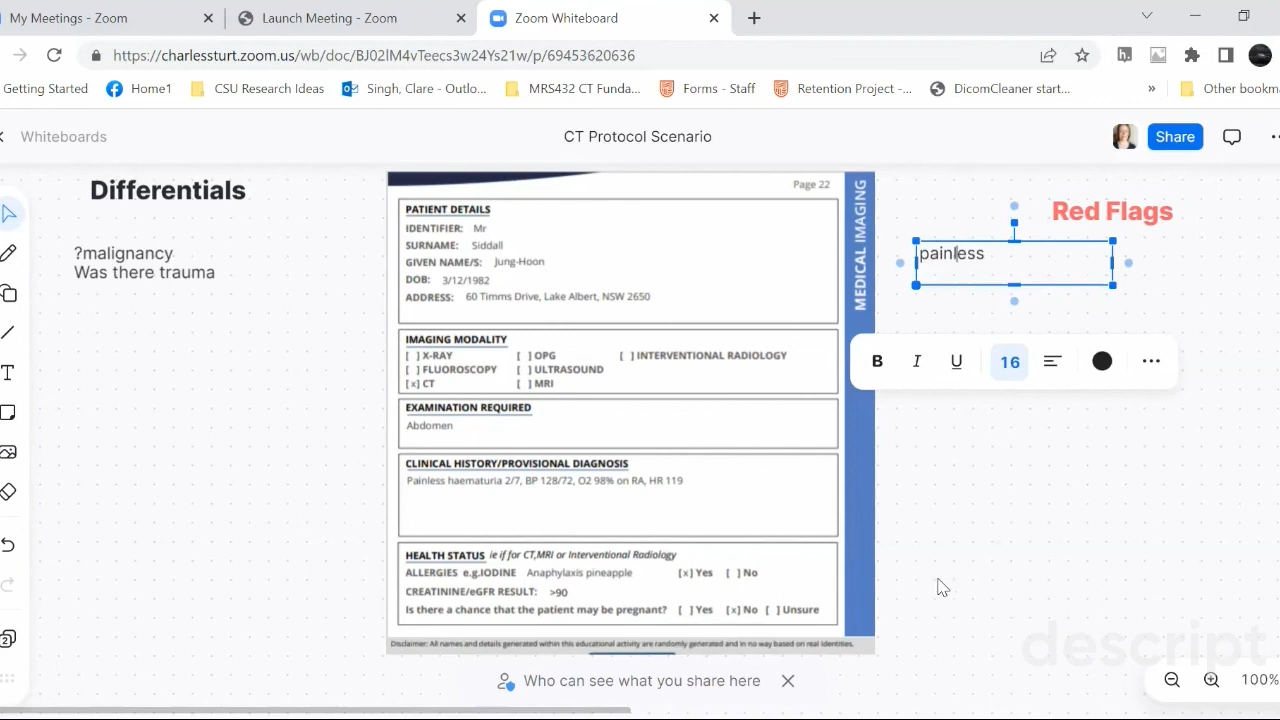 My Meetings - Zoom
Launch Meeting - Zoom
Zoom Whiteboard
https://charlessturt.zoom.us/wb/doc/BJ02lM4vTeecs3w24Ys21w/p/69453620636
Getting Started
Home1
CSU Research Ideas
Singh, Clare - Outlo...
MRS432 CT Funda...
Forms - Staff
Retention Project -...
DicomCleaner start...
»
Other bookm
Whiteboards
CT Protocol Scenario
Share
Differentials
?malignancy
Was there trauma
Page 22
MEDICAL IMAGING
PATIENT DETAILS
IDENTIFIER: Mr
SURNAME: Siddall
GIVEN NAME/S: Jung-Hoon
DOB: 3/12/1982
ADDRESS: 60 Timms Drive, Lake Albert, NSW 2650
IMAGING MODALITY
[ ] X-RAY [ ] OPG [ ] INTERVENTIONAL RADIOLOGY
[ ] FLUOROSCOPY [ ] ULTRASOUND
[x] CT [ ] MRI
EXAMINATION REQUIRED
Abdomen
CLINICAL HISTORY/PROVISIONAL DIAGNOSIS
Painless haematuria 2/7, BP 128/72, O2 98% on RA, HR 119
HEALTH STATUS ie if for CT,MRI or Interventional Radiology
ALLERGIES e.g.IODINE Anaphylaxis pineapple [x] Yes [ ] No
CREATININE/eGFR RESULT: >90
Is there a chance that the patient may be pregnant? [ ] Yes [x] No [ ] Unsure
Disclaimer: All names and details generated within this educational activity are randomly generated and in no way based on real identities.
Red Flags
painless
B I U 16
Who can see what you share here
descript
100%